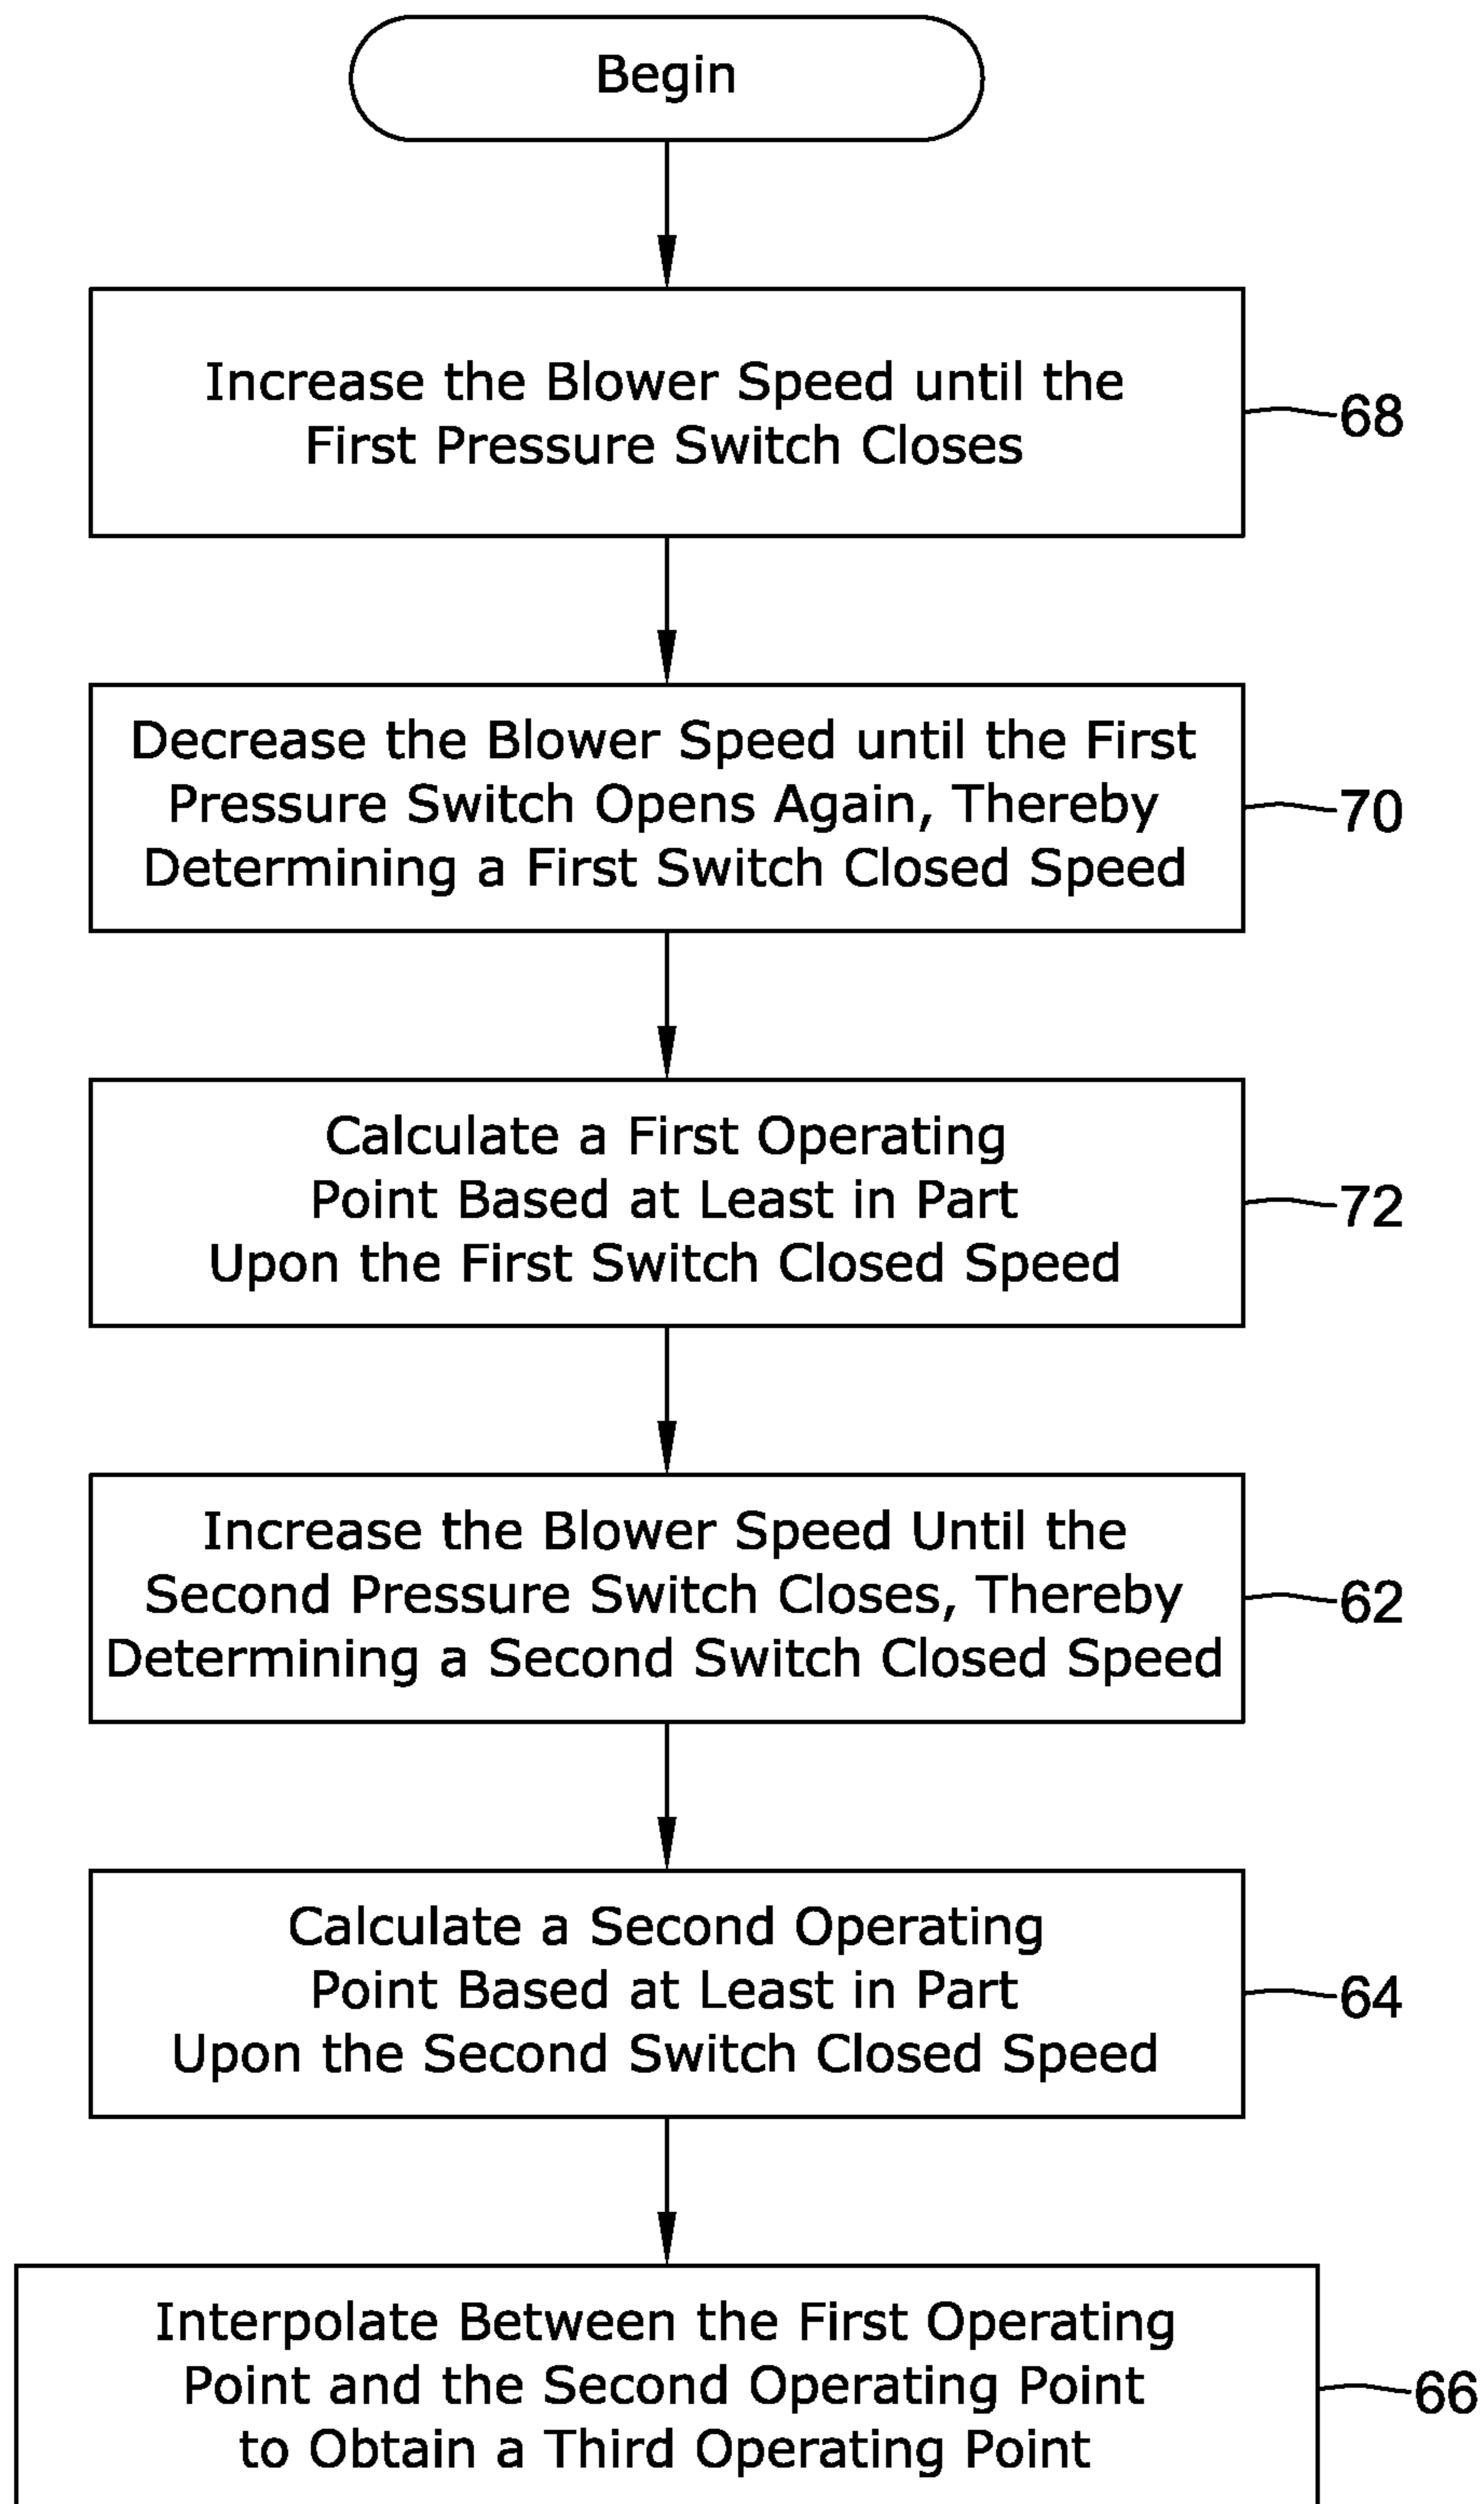 Begin
Increase the Blower Speed until the
First Pressure Switch Closes
68
Decrease the Blower Speed until the First
Pressure Switch Opens Again, Thereby
Determining a First Switch Closed Speed
70
Calculate a First Operating
Point Based at Least in Part
Upon the First Switch Closed Speed
72
Increase the Blower Speed Until the
Second Pressure Switch Closes, Thereby
Determining a Second Switch Closed Speed
62
Calculate a Second Operating
Point Based at Least in Part
Upon the Second Switch Closed Speed
64
Interpolate Between the First Operating
Point and the Second Operating Point
to Obtain a Third Operating Point
66